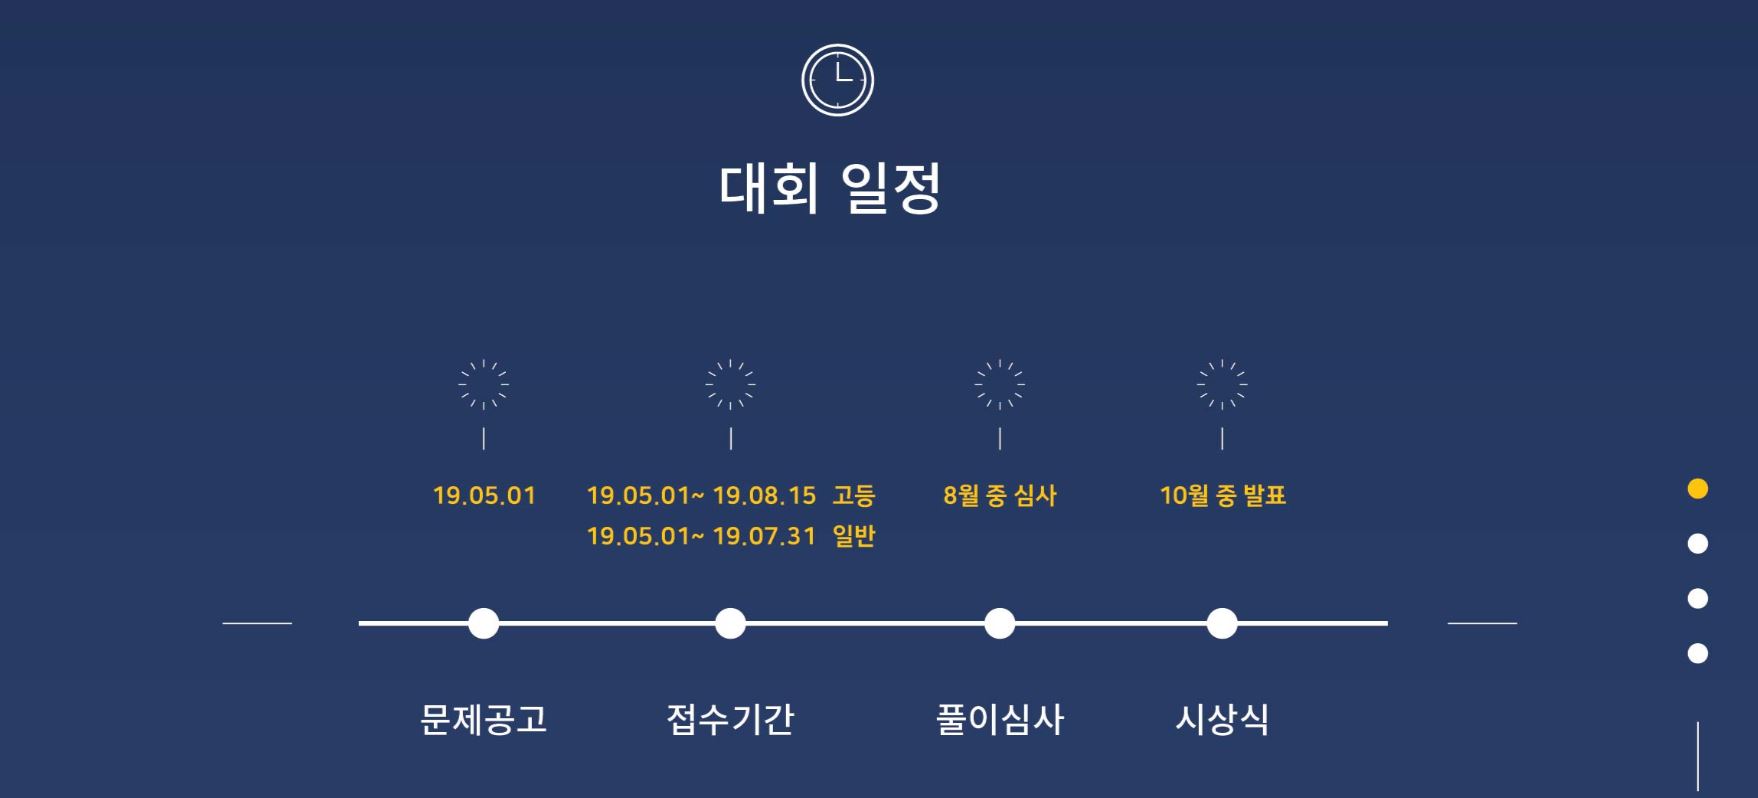 대회 일정
19.05.01
19.05.01~ 19.08.15 고등
19.05.01~ 19.07.31 일반
8월 중 심사
10월 중 발표
문제공고
접수기간
풀이심사
시상식